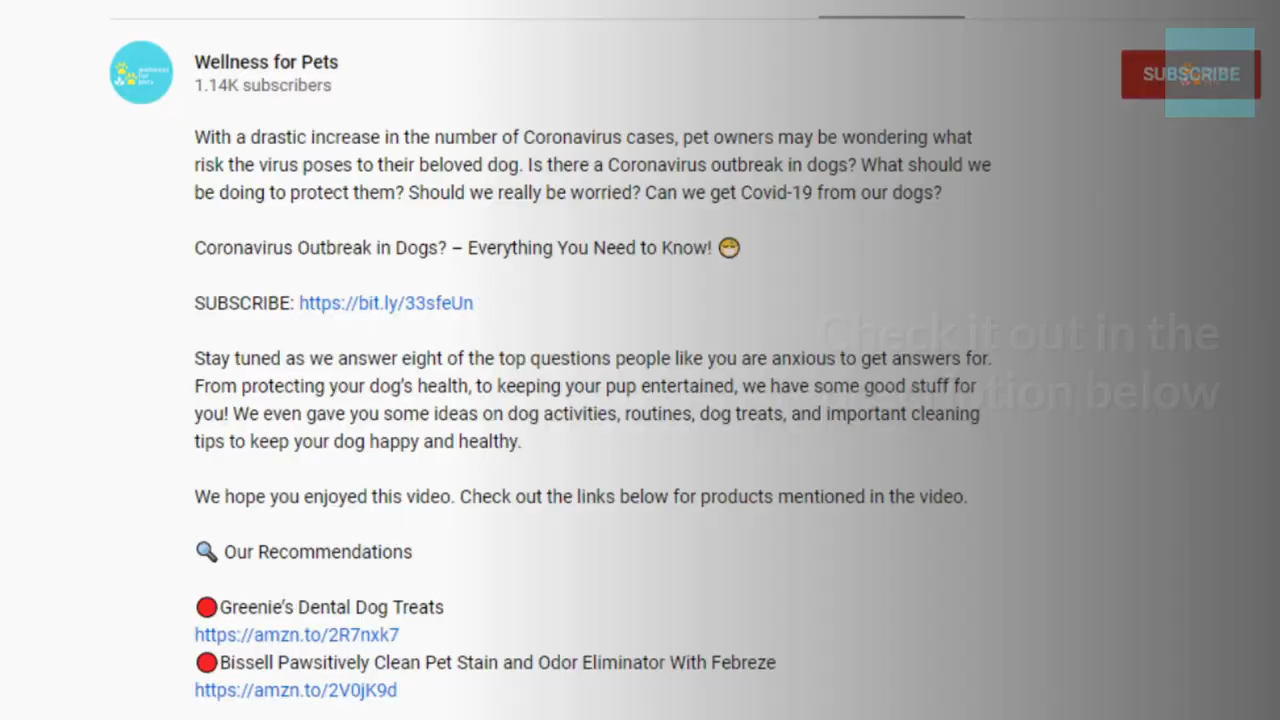 Wellness for Pets
1.14K subscribers
SUBSCRIBE
wellness
for
pets
With a drastic increase in the number of Coronavirus cases, pet owners may be wondering what
risk the virus poses to their beloved dog. Is there a Coronavirus outbreak in dogs? What should we
be doing to protect them? Should we really be worried? Can we get Covid-19 from our dogs?
Coronavirus Outbreak in Dogs? – Everything You Need to Know!
SUBSCRIBE: https://bit.ly/33sfeUn
Check it out in the
description below
Stay tuned as we answer eight of the top questions people like you are anxious to get answers for.
From protecting your dog's health, to keeping your pup entertained, we have some good stuff for
you! We even gave you some ideas on dog activities, routines, dog treats, and important cleaning
tips to keep your dog happy and healthy.
We hope you enjoyed this video. Check out the links below for products mentioned in the video.
Our Recommendations
Greenie's Dental Dog Treats
https://amzn.to/2R7nxk7
Bissell Pawsitively Clean Pet Stain and Odor Eliminator With Febreze
https://amzn.to/2V0jK9d